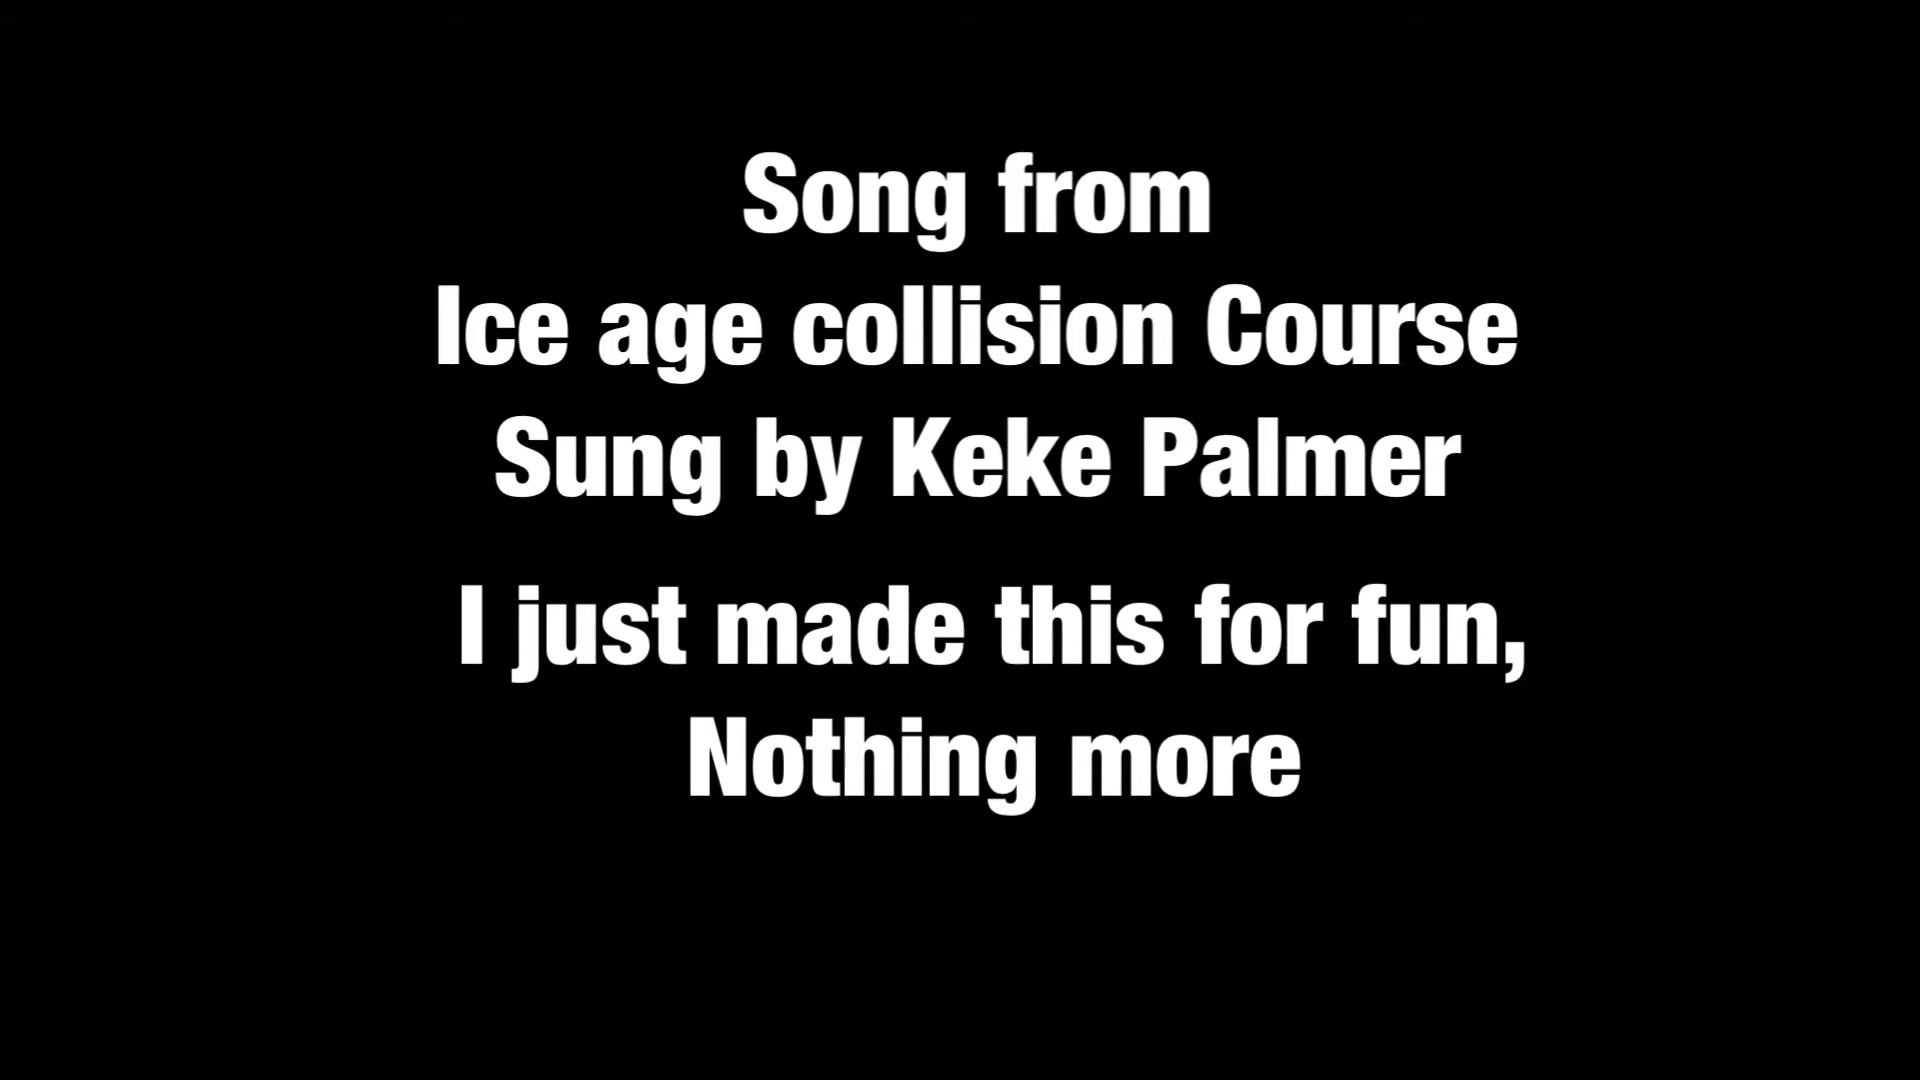 Song from
Ice age collision Course
Sung by Keke Palmer
I just made this for fun,
Nothing more